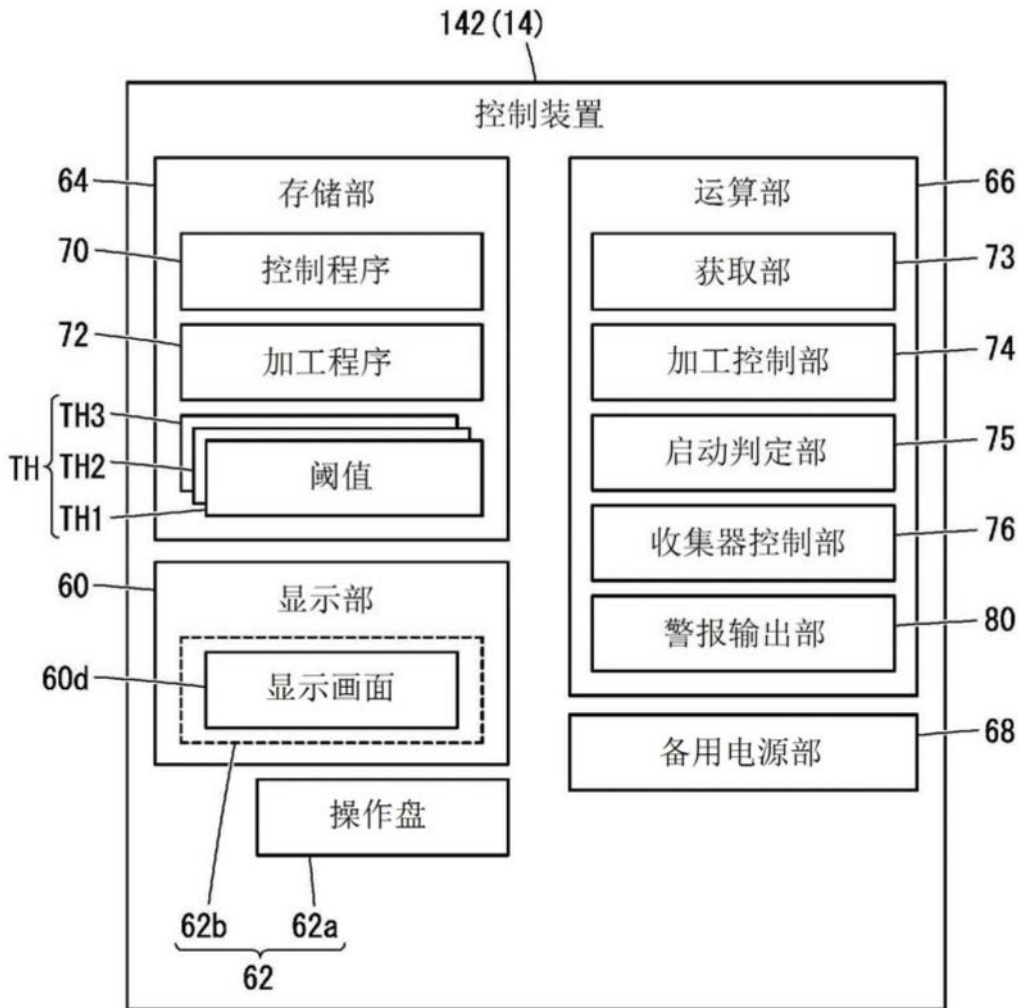 142(14)
控制装置
64
存储部
70
控制程序
72
加工程序
TH
TH3
TH2
TH1
阈值
60
显示部
60d
显示画面
操作盘
62b
62a
62
运算部
66
获取部
73
加工控制部
74
启动判定部
75
收集器控制部
76
警报输出部
80
备用电源部
68